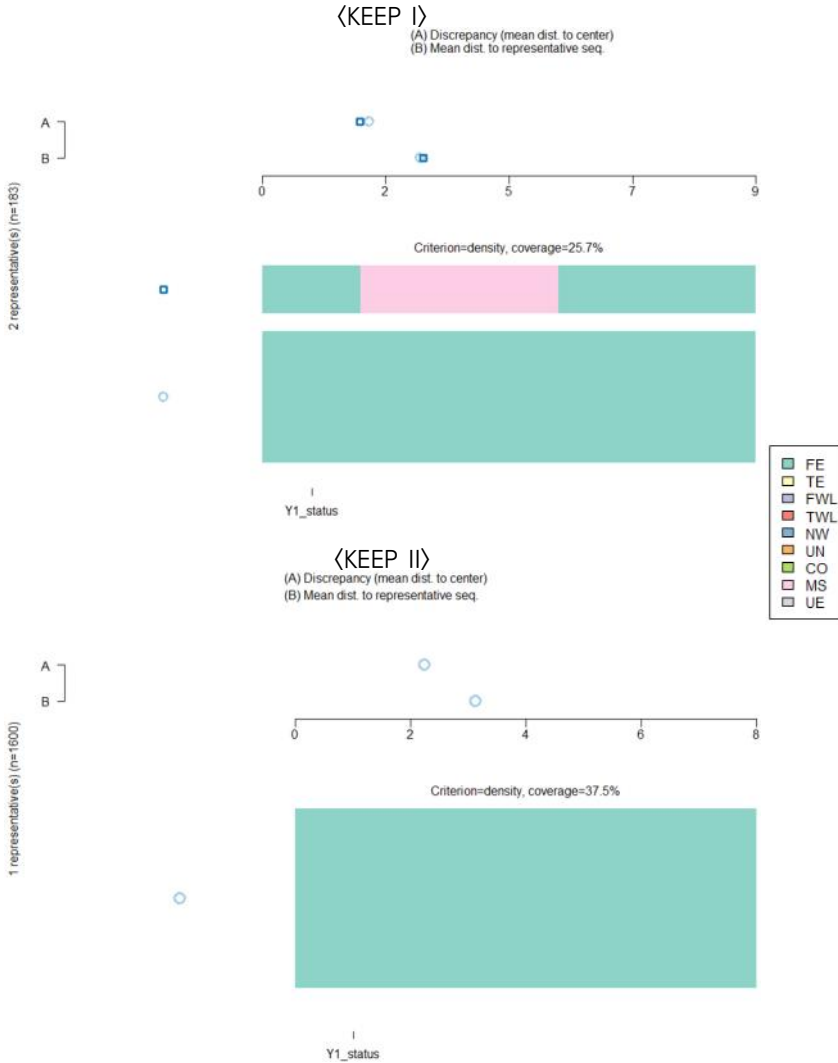 〈KEEP I〉
(A) Discrepancy (mean dist. to center)
(B) Mean dist. to representative seq.
A
B
0 2 5 7 9
2 representative(s) (n=183)
Criterion=density, coverage=25.7%
Y1_status
FE
TE
FWL
TWL
NW
UN
CO
MS
UE
〈KEEP II〉
(A) Discrepancy (mean dist. to center)
(B) Mean dist. to representative seq.
A
B
0 2 4 6 8
1 representative(s) (n=1600)
Criterion=density, coverage=37.5%
Y1_status